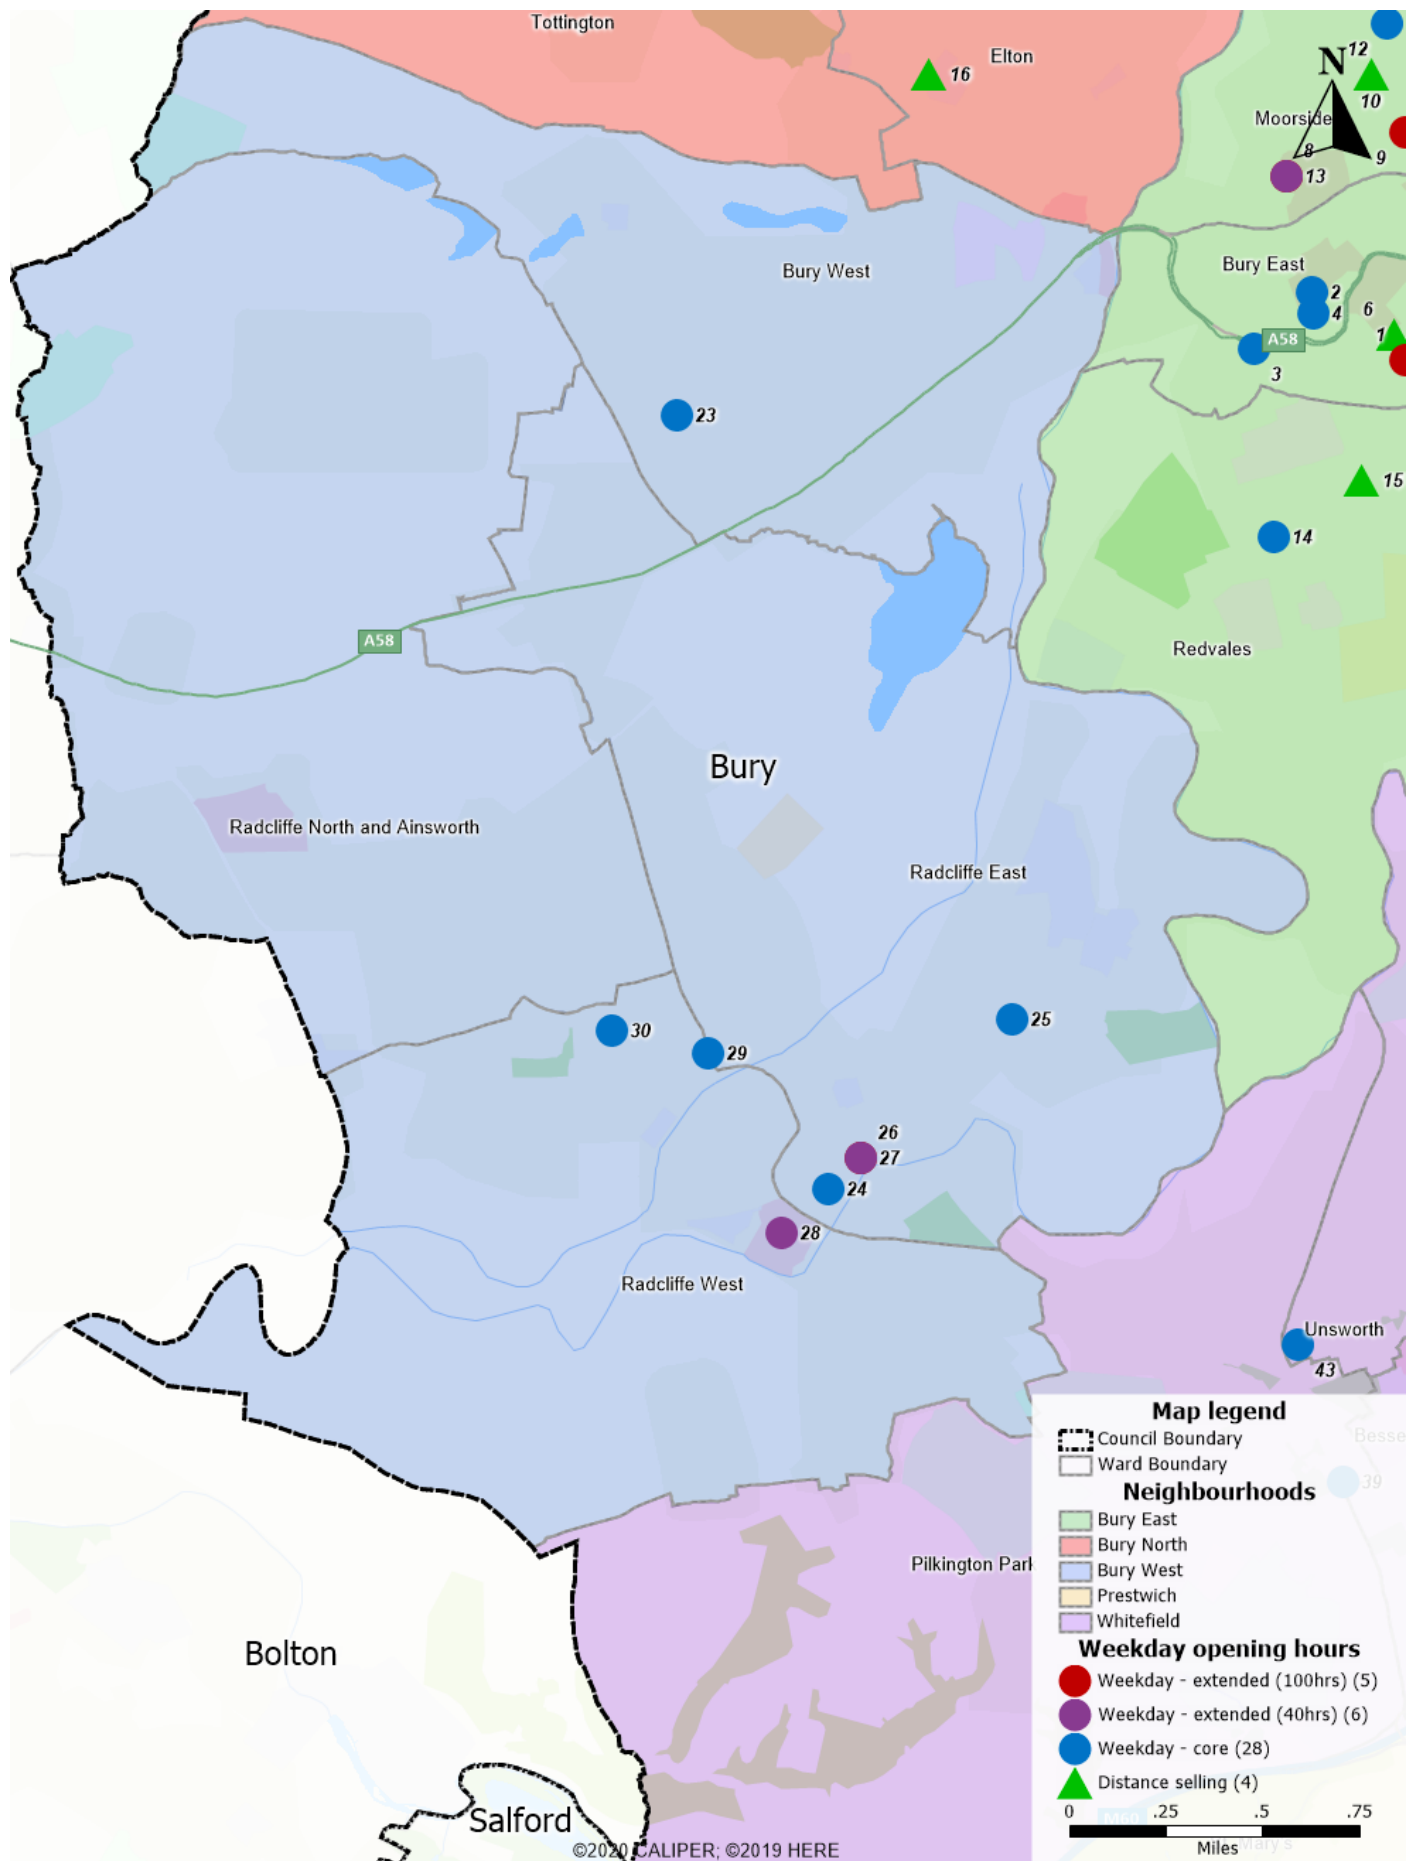 Tottington
Elton
16
12
N
10
Moorside
8
9
13
Bury East
Bury West
2
4
6
1
A58
3
23
15
14
A58
Redvales
Bury
Radcliffe North and Ainsworth
Radcliffe East
25
30
29
26
27
24
28
Radcliffe West
Unsworth
43
Map legend
Council Boundary
Ward Boundary
Besse
39
Neighbourhoods
Bury East
Bury North
Bury West
Prestwich
Whitefield
Pilkington Park
Weekday opening hours
Weekday - extended (100hrs) (5)
Weekday - extended (40hrs) (6)
Weekday - core (28)
Distance selling (4)
0 .25 .5 .75
M60
Miles
Bolton
Salford
©2020 CALIPER; ©2019 HERE